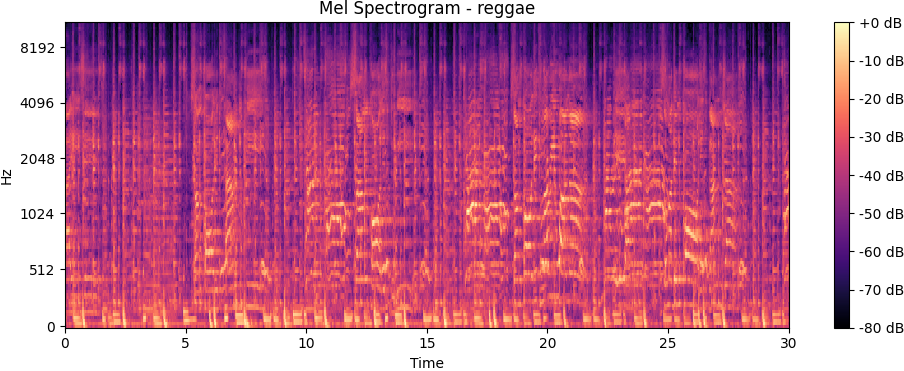 Mel Spectrogram - reggae
Hz
8192
4096
2048
1024
512
0
0 5 10 15 20 25 30
Time
+0 dB
-10 dB
-20 dB
-30 dB
-40 dB
-50 dB
-60 dB
-70 dB
-80 dB